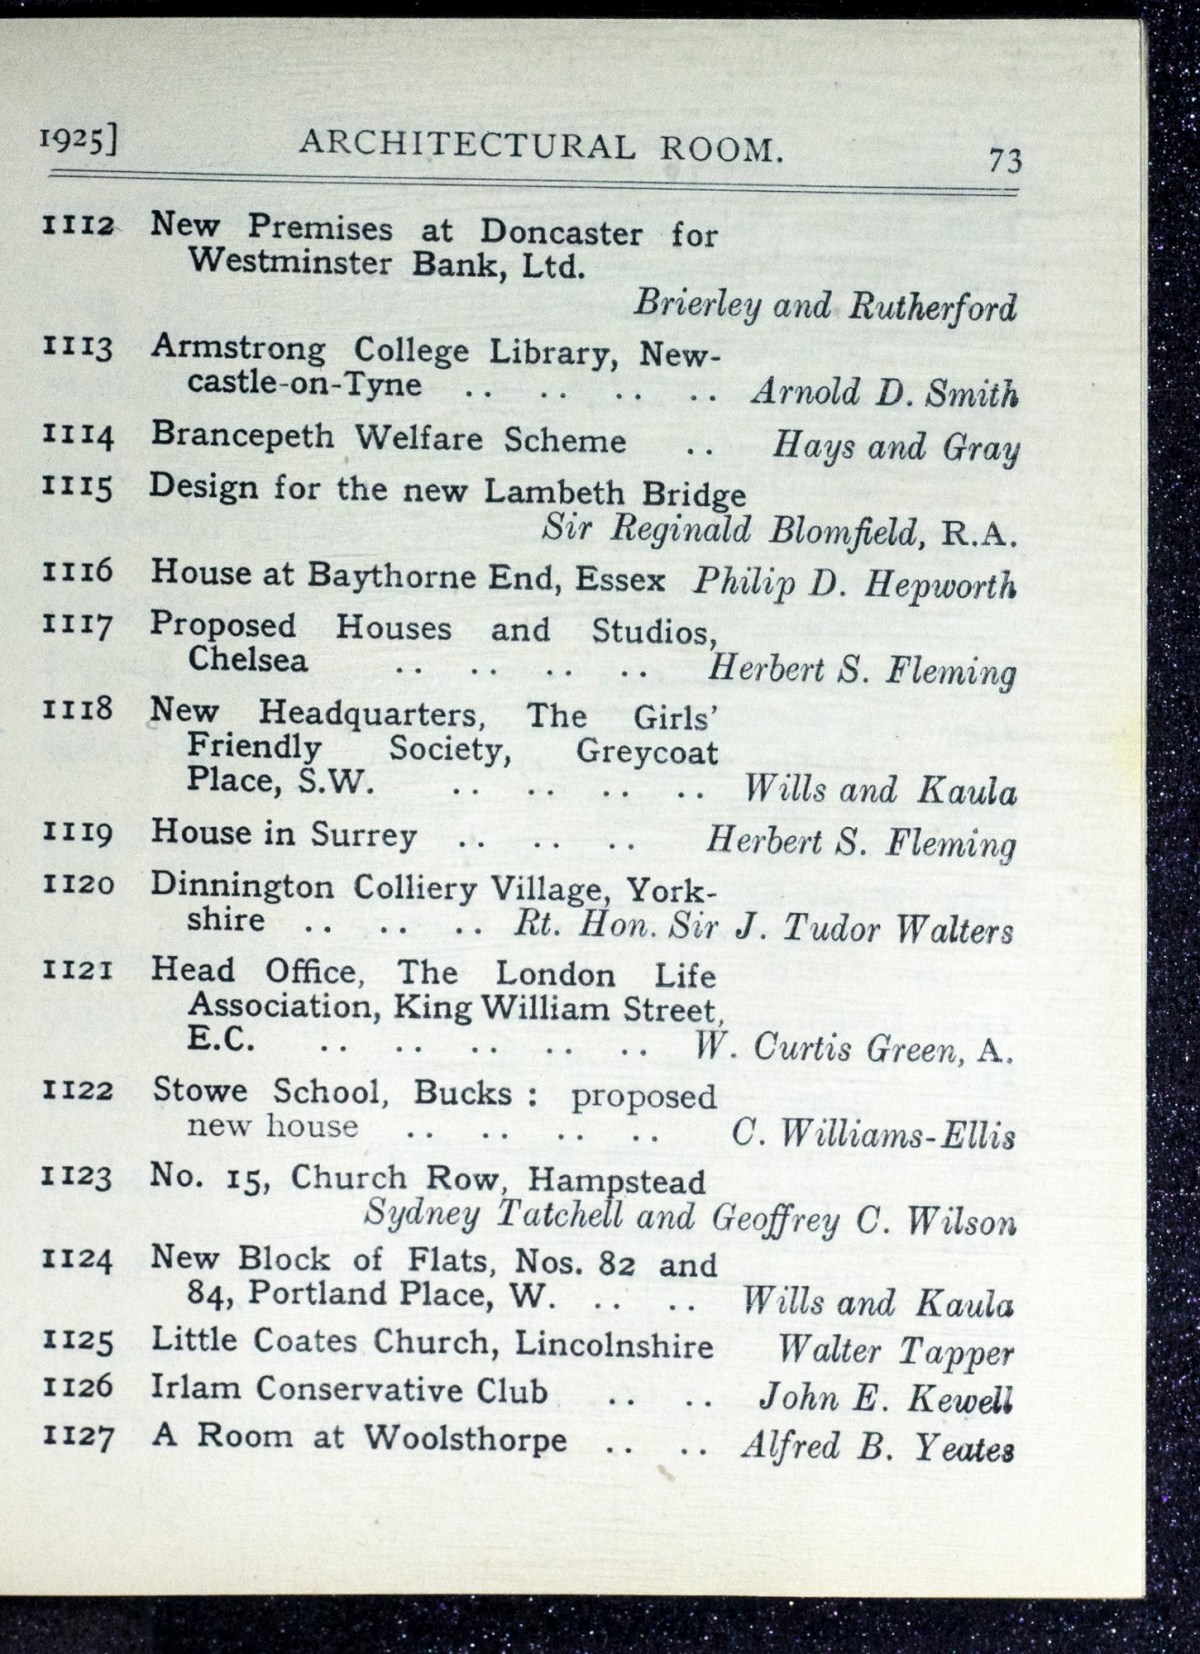 1925] ARCHITECTURAL ROOM. 73
1112 New Premises at Doncaster for
Westminster Bank, Ltd.
Brierley and Rutherford
1113 Armstrong College Library, New-
castle-on-Tyne .. .. .. .. Arnold D. Smith
1114 Brancepeth Welfare Scheme .. Hays and Gray
1115 Design for the new Lambeth Bridge
Sir Reginald Blomfield, R.A.
1116 House at Baythorne End, Essex Philip D. Hepworth
1117 Proposed Houses and Studios,
Chelsea .. .. .. .. Herbert S. Fleming
1118 New Headquarters, The Girls’
Friendly Society, Greycoat
Place, S.W. .. .. .. .. Wills and Kaula
1119 House in Surrey .. .. .. Herbert S. Fleming
1120 Dinnington Colliery Village, York-
shire .. .. .. Rt. Hon. Sir J. Tudor Walters
1121 Head Office, The London Life
Association, King William Street,
E.C. .. .. .. .. .. W. Curtis Green, A.
1122 Stowe School, Bucks : proposed
new house .. .. .. .. C. Williams-Ellis
1123 No. 15, Church Row, Hampstead
Sydney Tatchell and Geoffrey C. Wilson
1124 New Block of Flats, Nos. 82 and
84, Portland Place, W. .. .. Wills and Kaula
1125 Little Coates Church, Lincolnshire Walter Tapper
1126 Irlam Conservative Club .. .. John E. Kewell
1127 A Room at Woolsthorpe .. .. Alfred B. Yeates